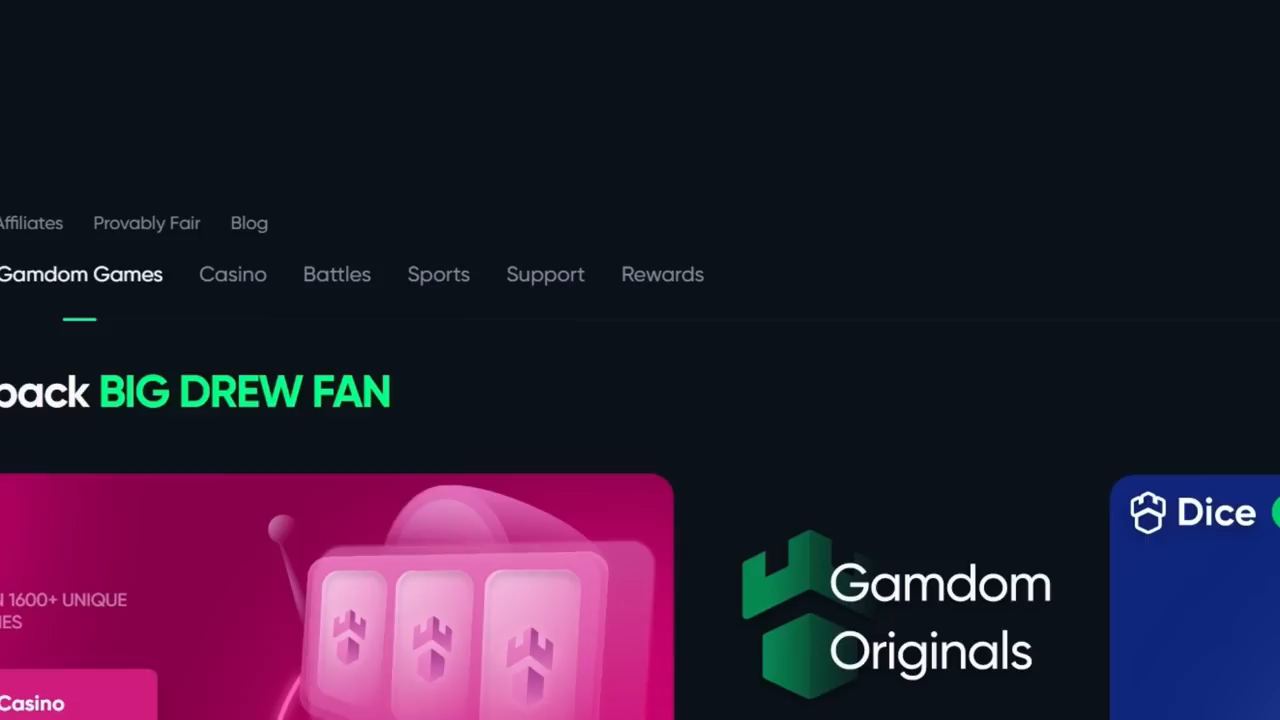 Affiliates Provably Fair Blog
Gamdom Games Casino Battles Sports Support Rewards
back BIG DREW FAN
1600+ UNIQUE
Casino
Gamdom
Originals
Dice